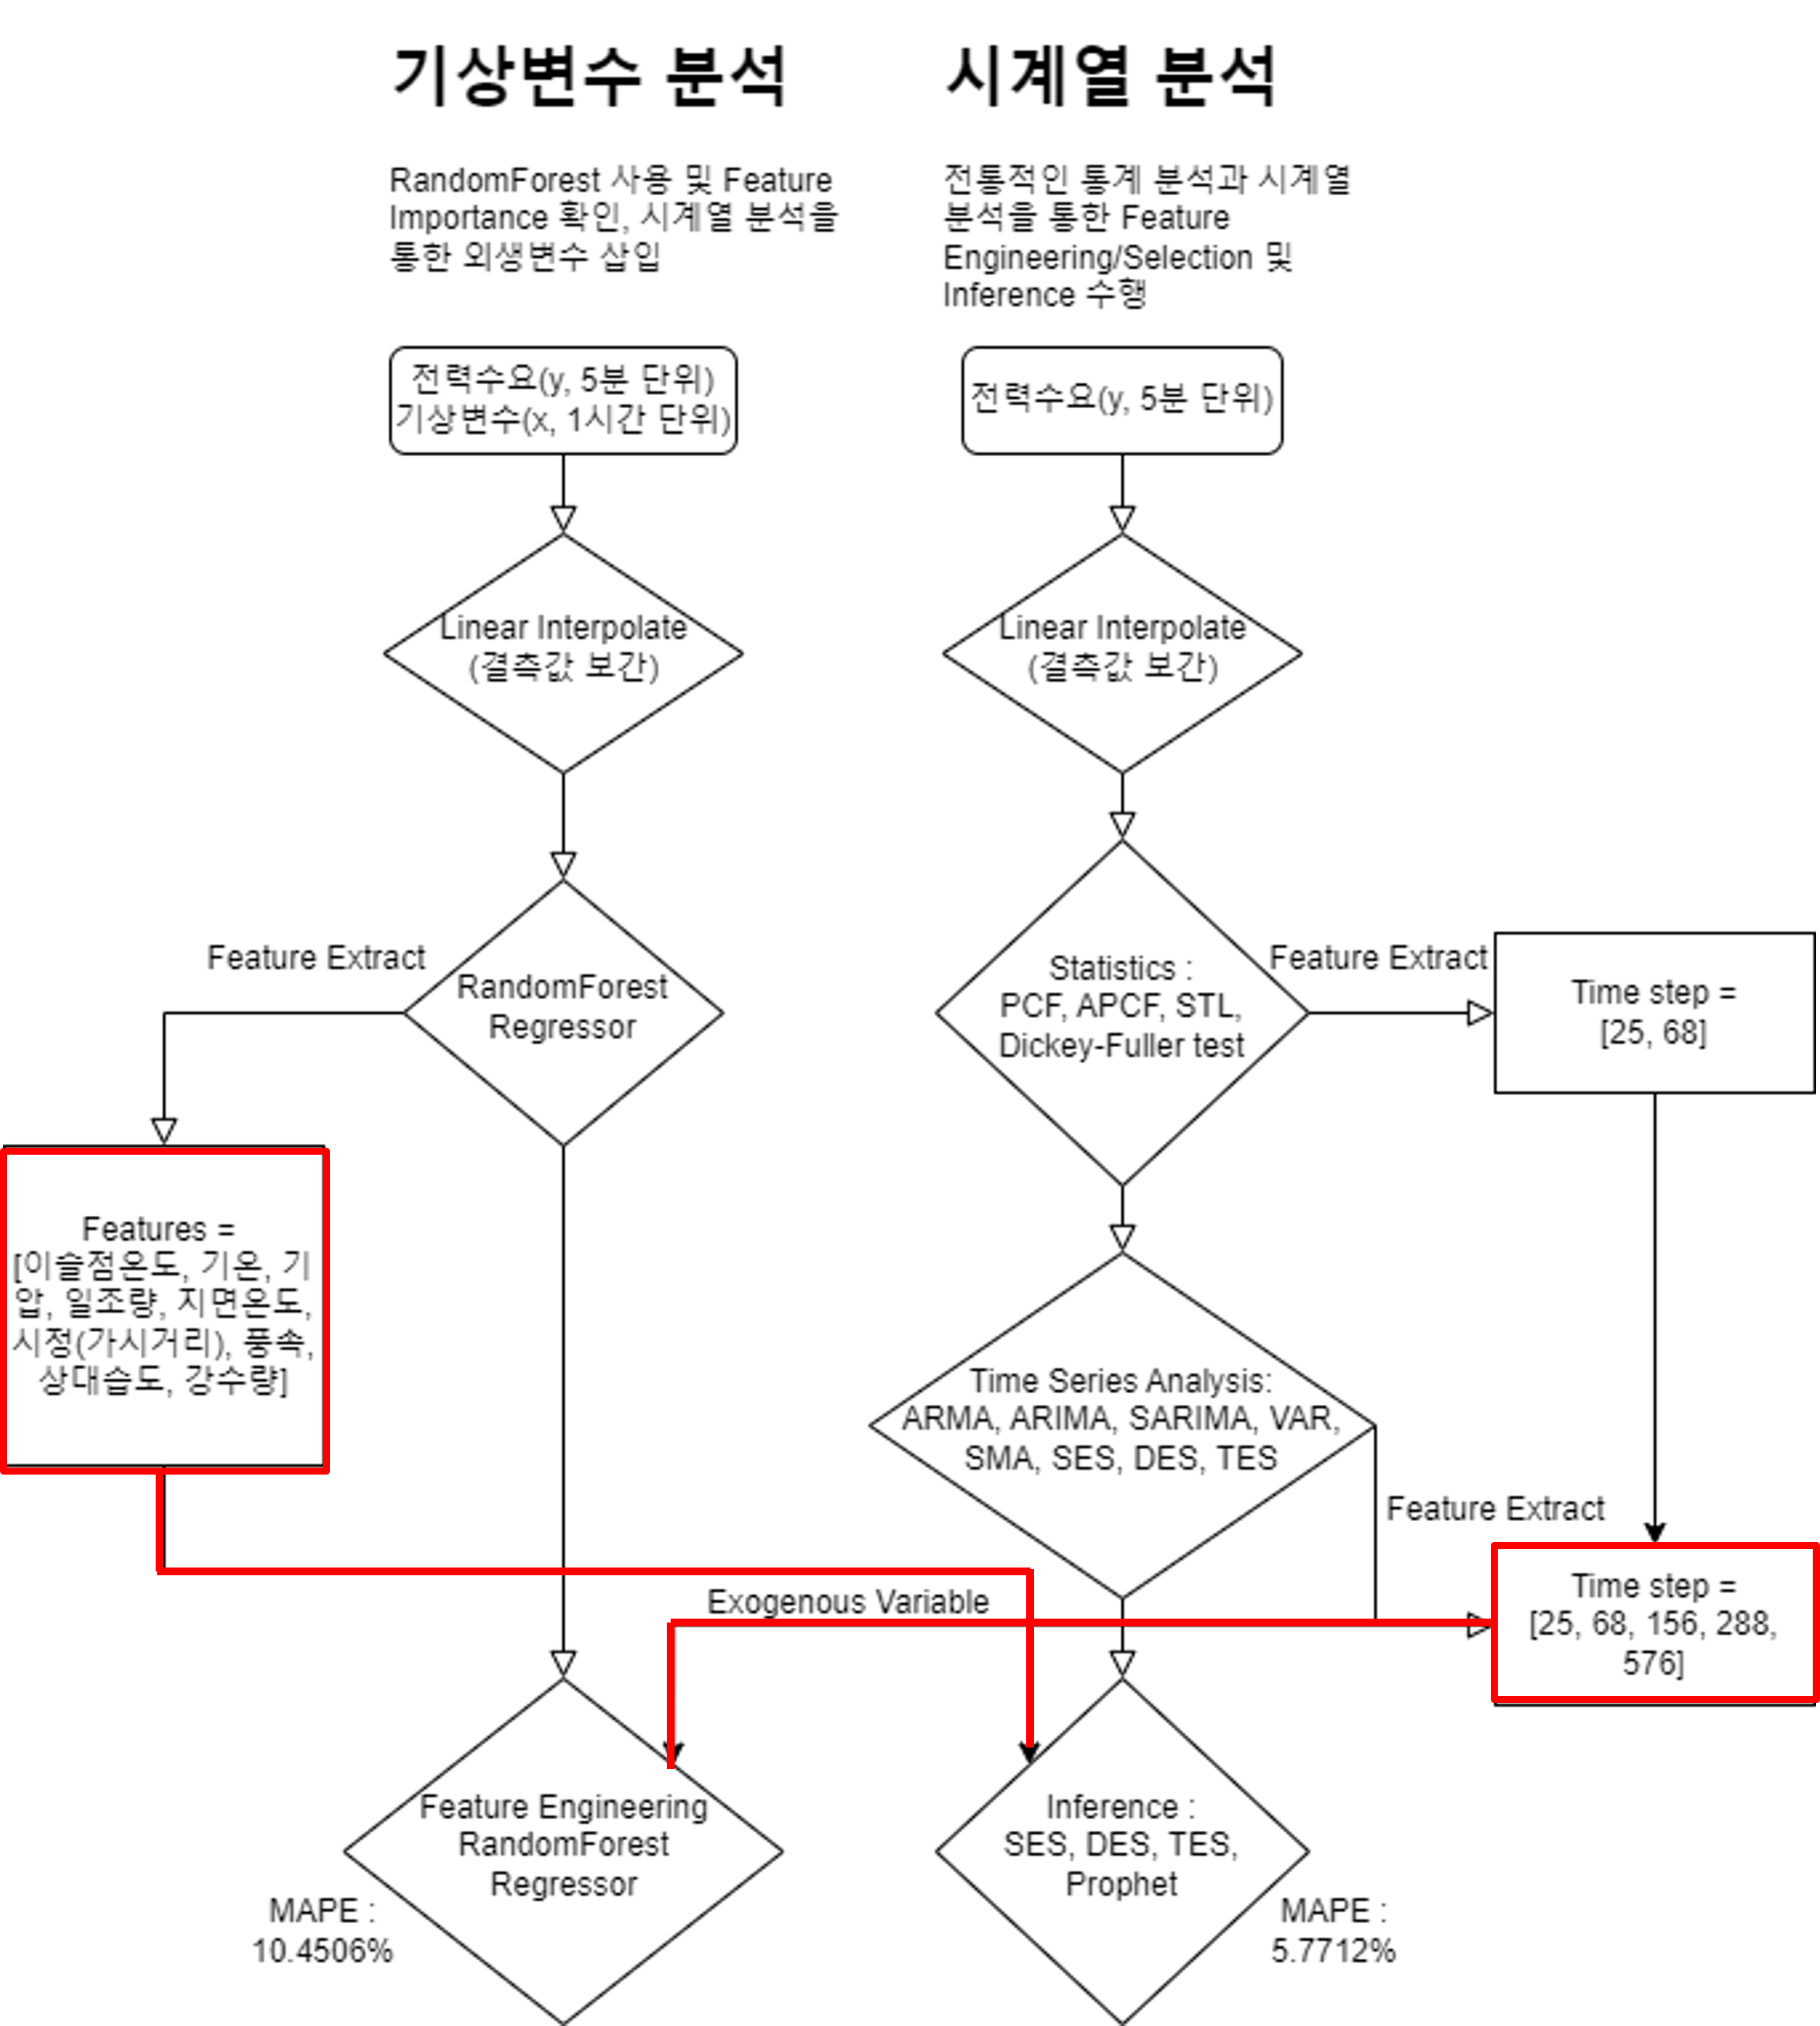 기상변수 분석
RandomForest 사용 및 Feature
Importance 확인, 시계열 분석을
통한 외생변수 삽입
전력수요(y, 5분 단위)
기상변수(x, 1시간 단위)
Linear Interpolate
(결측값 보간)
RandomForest
Regressor
Feature Extract
Features =
[이슬점온도, 기온, 기
압, 일조량, 지면온도,
시정(가시거리), 풍속,
상대습도, 강수량]
Feature Engineering
RandomForest
Regressor
MAPE :
10.4506%
시계열 분석
전통적인 통계 분석과 시계열
분석을 통한 Feature
Engineering/Selection 및
Inference 수행
전력수요(y, 5분 단위)
Linear Interpolate
(결측값 보간)
Statistics :
PCF, APCF, STL,
Dickey-Fuller test
Feature Extract
Time step =
[25, 68]
Time Series Analysis:
ARMA, ARIMA, SARIMA, VAR,
SMA, SES, DES, TES
Feature Extract
Time step =
[25, 68, 156, 288,
576]
Exogenous Variable
Inference :
SES, DES, TES,
Prophet
MAPE :
5.7712%